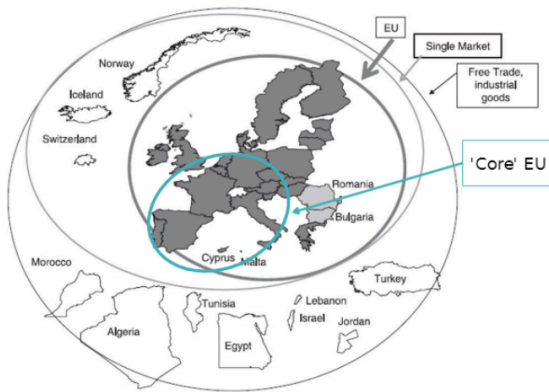 EU
Single Market
Free Trade,
industrial
goods
Norway
Iceland
Switzerland
'Core' EU
Romania
Bulgaria
Cyprus
Malta
Morocco
Algeria
Tunisia
Egypt
Lebanon
Israel
Jordan
Turkey